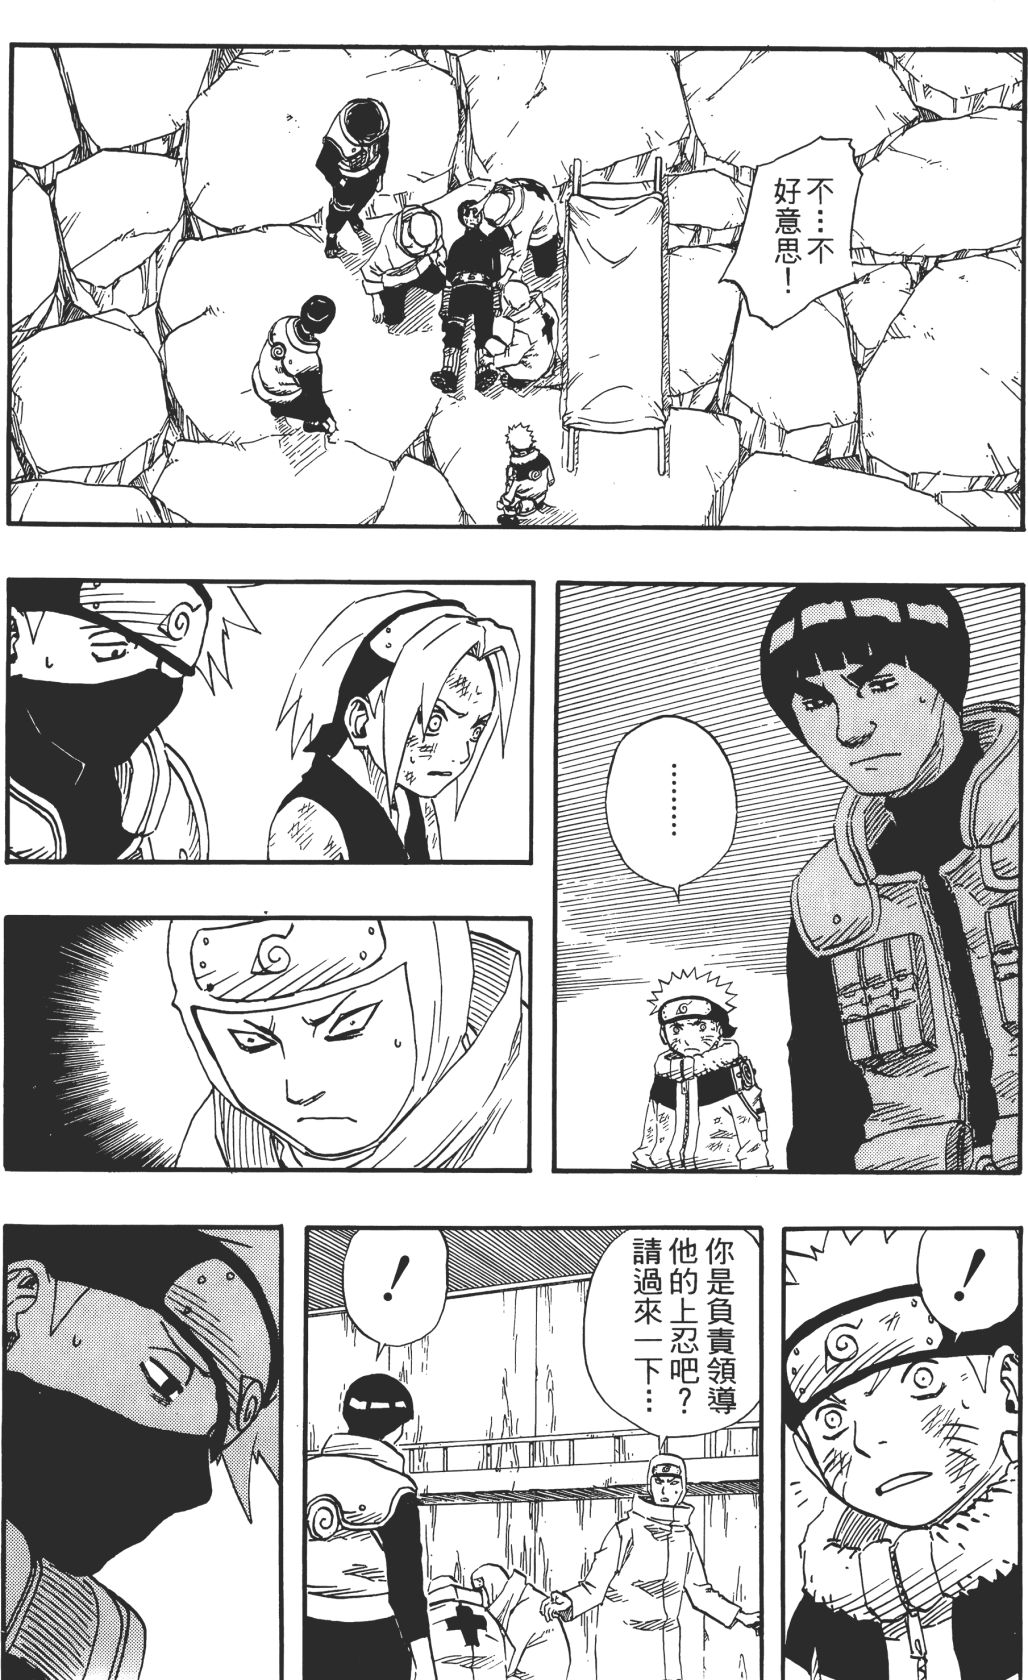 不…不
好意思！
………
！
你是負責領導
他的上忍吧？
請過來一下…
！